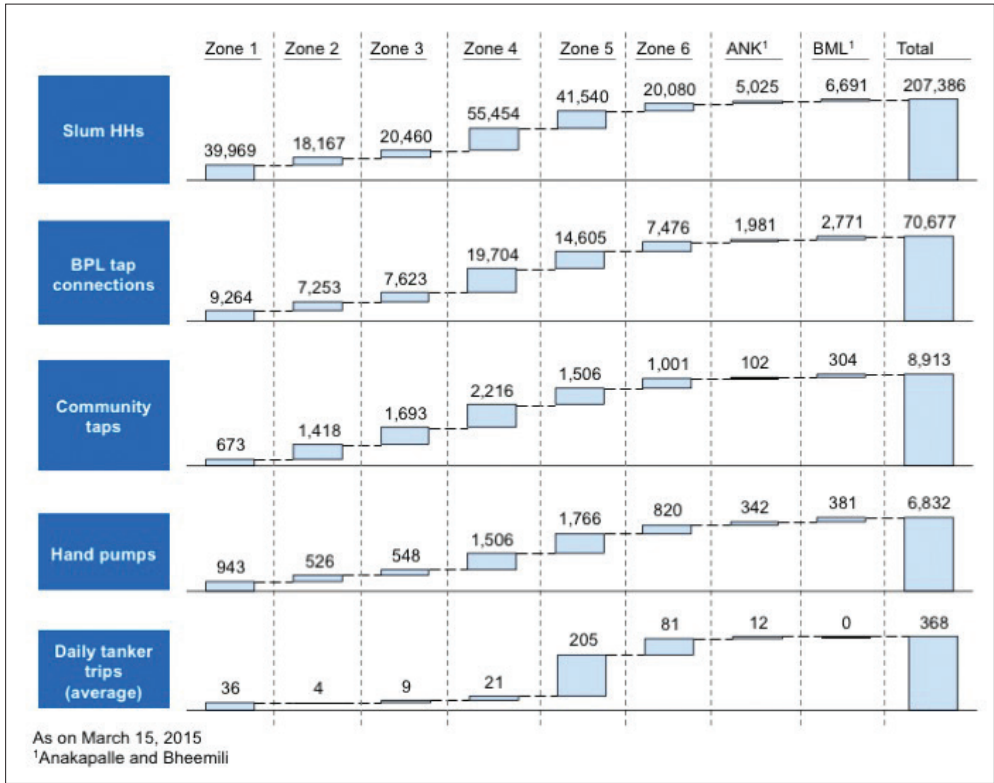 Zone 1 Zone 2 Zone 3 Zone 4 Zone 5 Zone 6 ANK¹ BML¹ Total
Slum HHs
39,969 18,167 20,460 55,454 41,540 20,080 5,025 6,691 207,386
BPL tap
connections
9,264 7,253 7,623 19,704 14,605 7,476 1,981 2,771 70,677
Community
taps
673 1,418 1,693 2,216 1,506 1,001 102 304 8,913
Hand pumps
943 526 548 1,506 1,766 820 342 381 6,832
Daily tanker
trips
(average)
36 4 9 21 205 81 12 0 368
As on March 15, 2015
¹Anakapalle and Bheemili